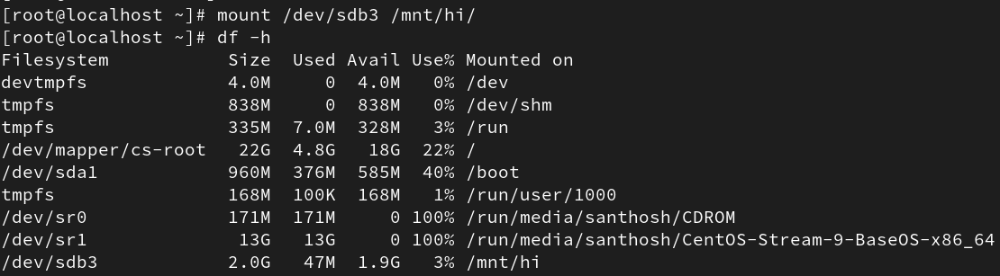 [root@localhost ~]# mount /dev/sdb3 /mnt/hi/
[root@localhost ~]# df -h
Filesystem           Size  Used Avail Use% Mounted on
devtmpfs             4.0M     0  4.0M   0% /dev
tmpfs                838M     0  838M   0% /dev/shm
tmpfs                335M  7.0M  328M   3% /run
/dev/mapper/cs-root   22G  4.8G   18G  22% /
/dev/sda1            960M  376M  585M  40% /boot
tmpfs                168M  100K  168M   1% /run/user/1000
/dev/sr0             171M  171M     0 100% /run/media/santhosh/CDROM
/dev/sr1              13G   13G     0 100% /run/media/santhosh/CentOS-Stream-9-BaseOS-x86_64
/dev/sdb3            2.0G   47M  1.9G   3% /mnt/hi